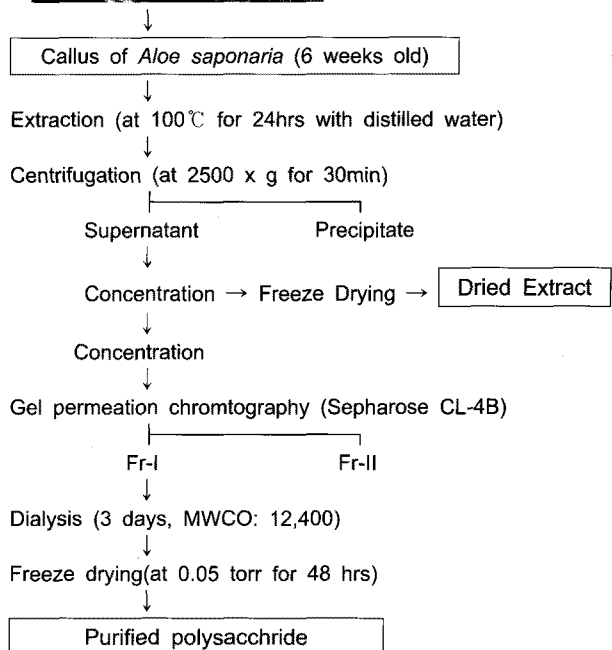 ↓
Callus of Aloe saponaria (6 weeks old)
↓
Extraction (at 100℃ for 24hrs with distilled water)
↓
Centrifugation (at 2500 x g for 30min)
Supernatant Precipitate
↓
Concentration → Freeze Drying → Dried Extract
↓
Concentration
↓
Gel permeation chromtography (Sepharose CL-4B)
Fr-I Fr-II
↓
Dialysis (3 days, MWCO: 12,400)
↓
Freeze drying(at 0.05 torr for 48 hrs)
↓
Purified polysacchride